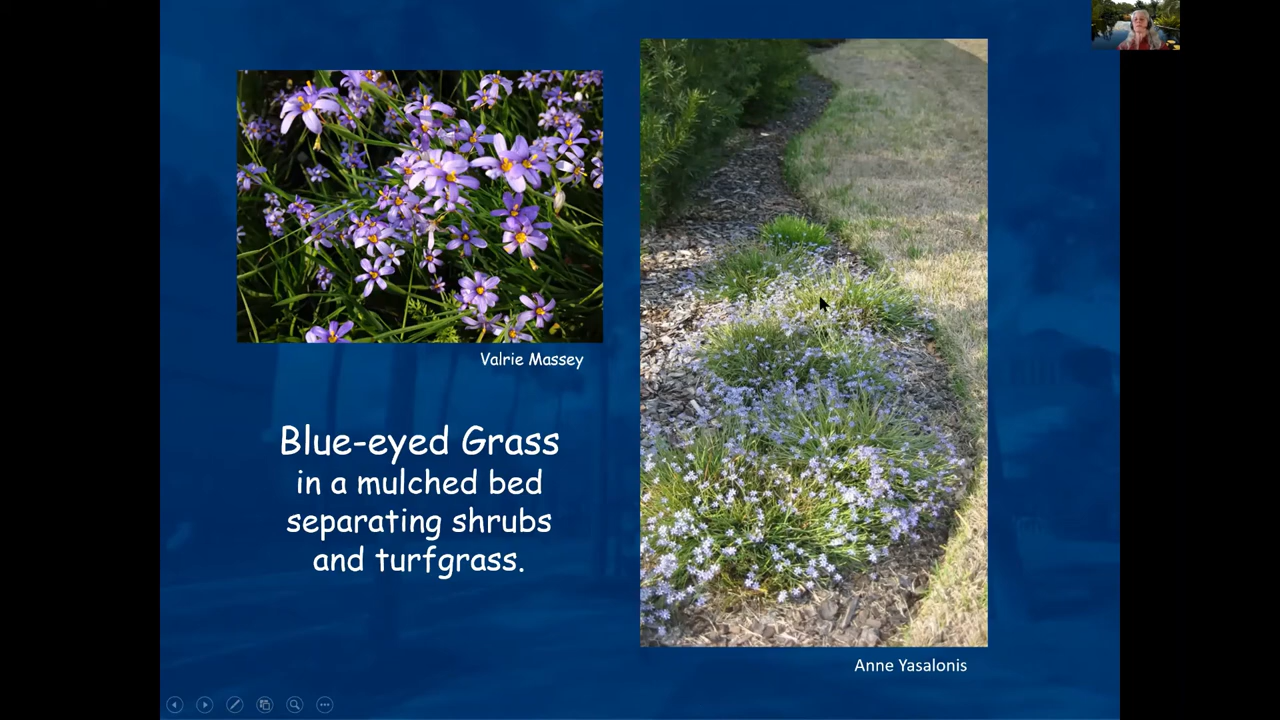 Valrie Massey
Blue-eyed Grass
in a mulched bed
separating shrubs
and turfgrass.
Anne Yasalonis